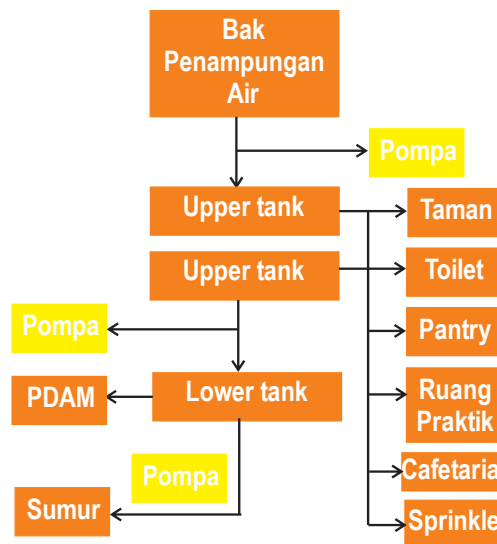 Bak
Penampungan
Air
Pompa
Upper tank
Taman
Upper tank
Toilet
Pompa
Pantry
PDAM
Lower tank
Ruang
Praktik
Pompa
Cafetaria
Sumur
Sprinkle